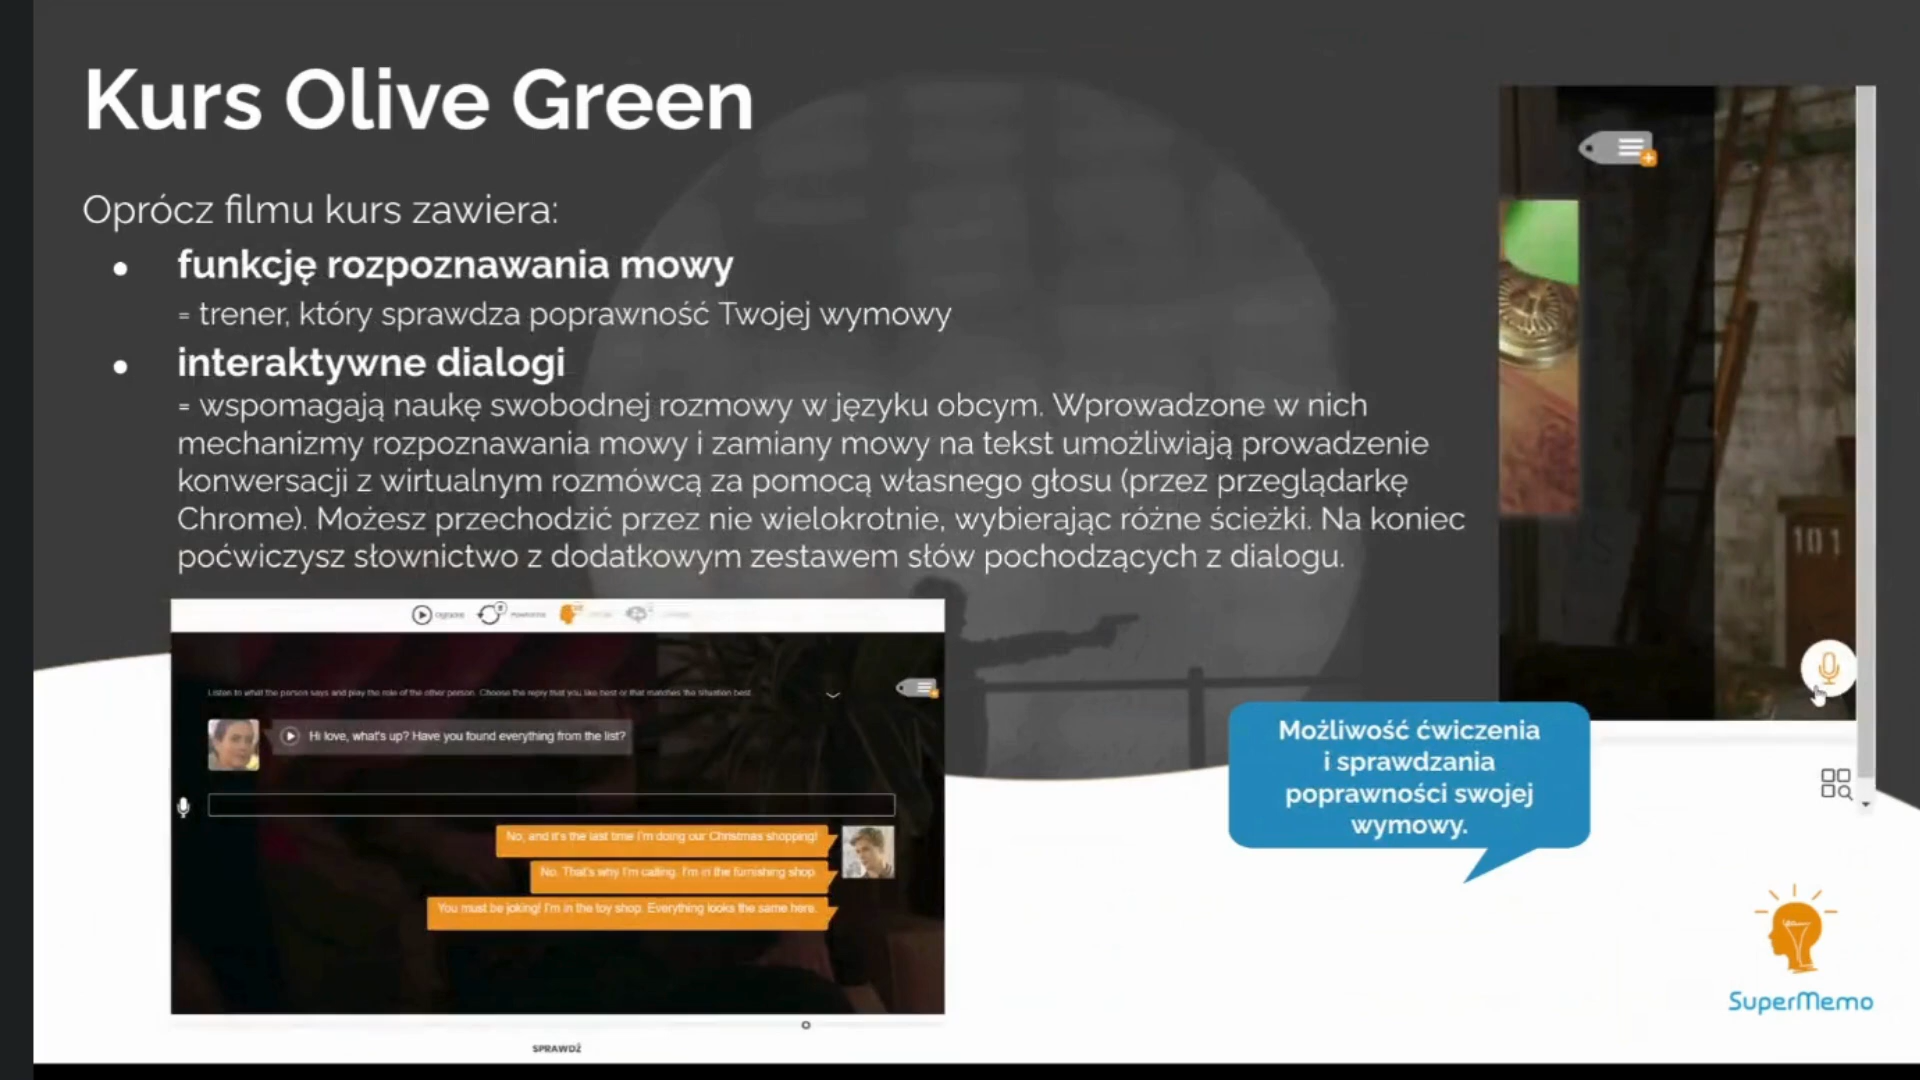 Kurs Olive Green
Oprócz filmu kurs zawiera:
● funkcję rozpoznawania mowy
= trener, który sprawdza poprawność Twojej wymowy
● interaktywne dialogi
= wspomagają naukę swobodnej rozmowy w języku obcym. Wprowadzone w nich
mechanizmy rozpoznawania mowy i zamiany mowy na tekst umożliwiają prowadzenie
konwersacji z wirtualnym rozmówcą za pomocą własnego głosu (przez przeglądarkę
Chrome). Możesz przechodzić przez nie wielokrotnie, wybierając różne ścieżki. Na koniec
poćwiczysz słownictwo z dodatkowym zestawem słów pochodzących z dialogu.
101
Listen to what the person says and play the role of the other person. Choose the reply that you like best or that matches the situation best.
Hi love, what's up? Have you found everything from the list?
No, and it's the last time I'm doing our Christmas shopping!
No. That's why I'm calling. I'm in the furnishing shop.
You must be joking! I'm in the toy shop. Everything looks the same here.
SPRAWDŹ
Możliwość ćwiczenia
i sprawdzania
poprawności swojej
wymowy.
SuperMemo